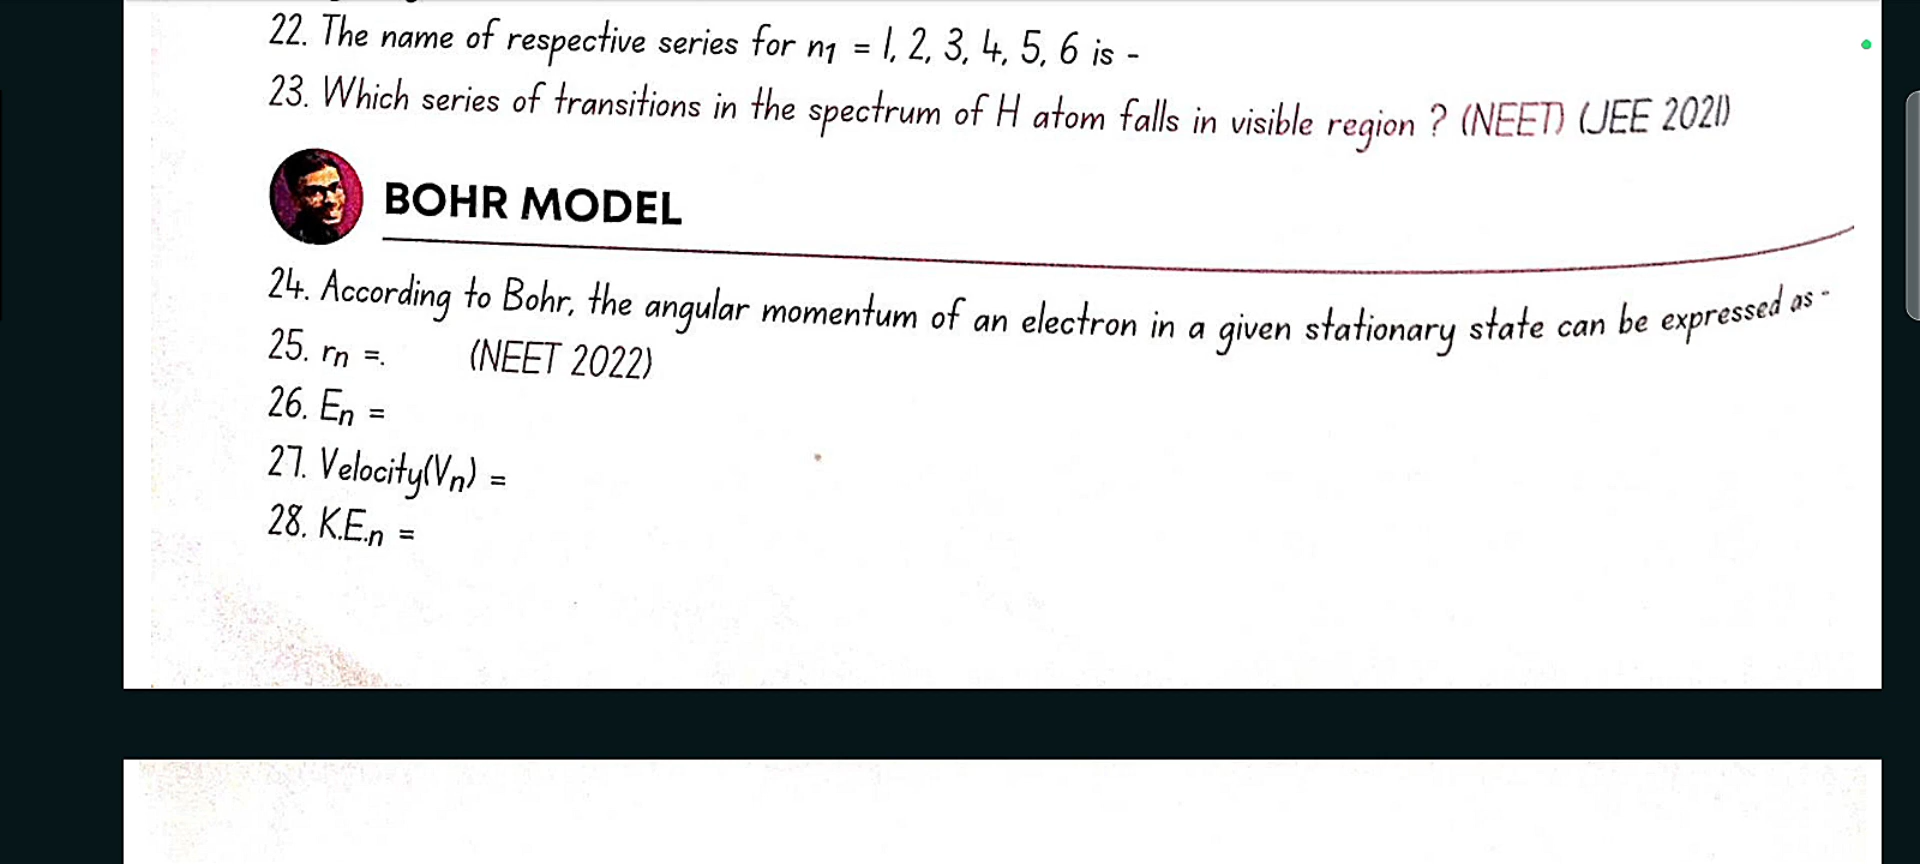 22. The name of respective series for n₁ = 1, 2, 3, 4, 5, 6 is -
23. Which series of transitions in the spectrum of H atom falls in visible region ? (NEET) (JEE 2021)
BOHR MODEL
24. According to Bohr, the angular momentum of an electron in a given stationary state can be expressed as -
25. rₙ =. (NEET 2022)
26. Eₙ =
27. Velocity(Vₙ) =
28. K.E.ₙ =